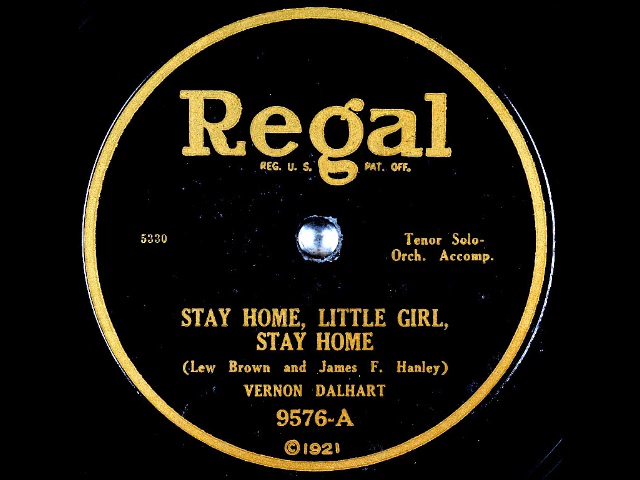 Regal
REG. U. S. PAT. OFF.
5330
Tenor Solo-
Orch. Accomp.
STAY HOME, LITTLE GIRL,
STAY HOME
(Lew Brown and James F. Hanley)
VERNON DALHART
9576-A
©1921